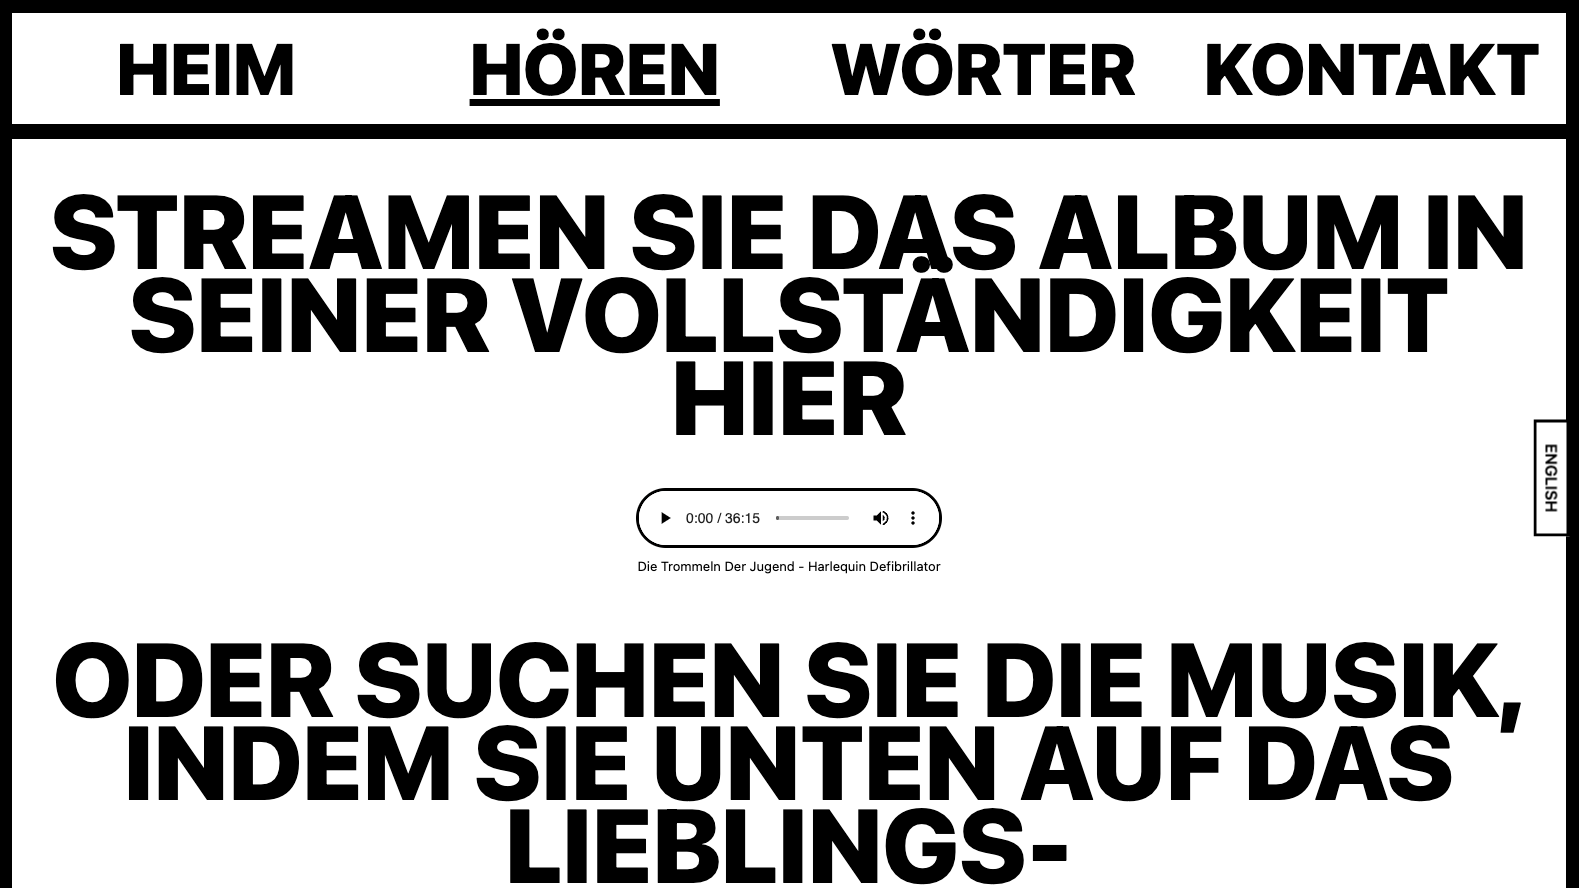 HEIM HÖREN WÖRTER KONTAKT
STREAMEN SIE DAS ALBUM IN
SEINER VOLLSTÄNDIGKEIT
HIER
ENGLISH
0:00 / 36:15
Die Trommeln Der Jugend - Harlequin Defibrillator
ODER SUCHEN SIE DIE MUSIK,
INDEM SIE UNTEN AUF DAS
LIEBLINGS-